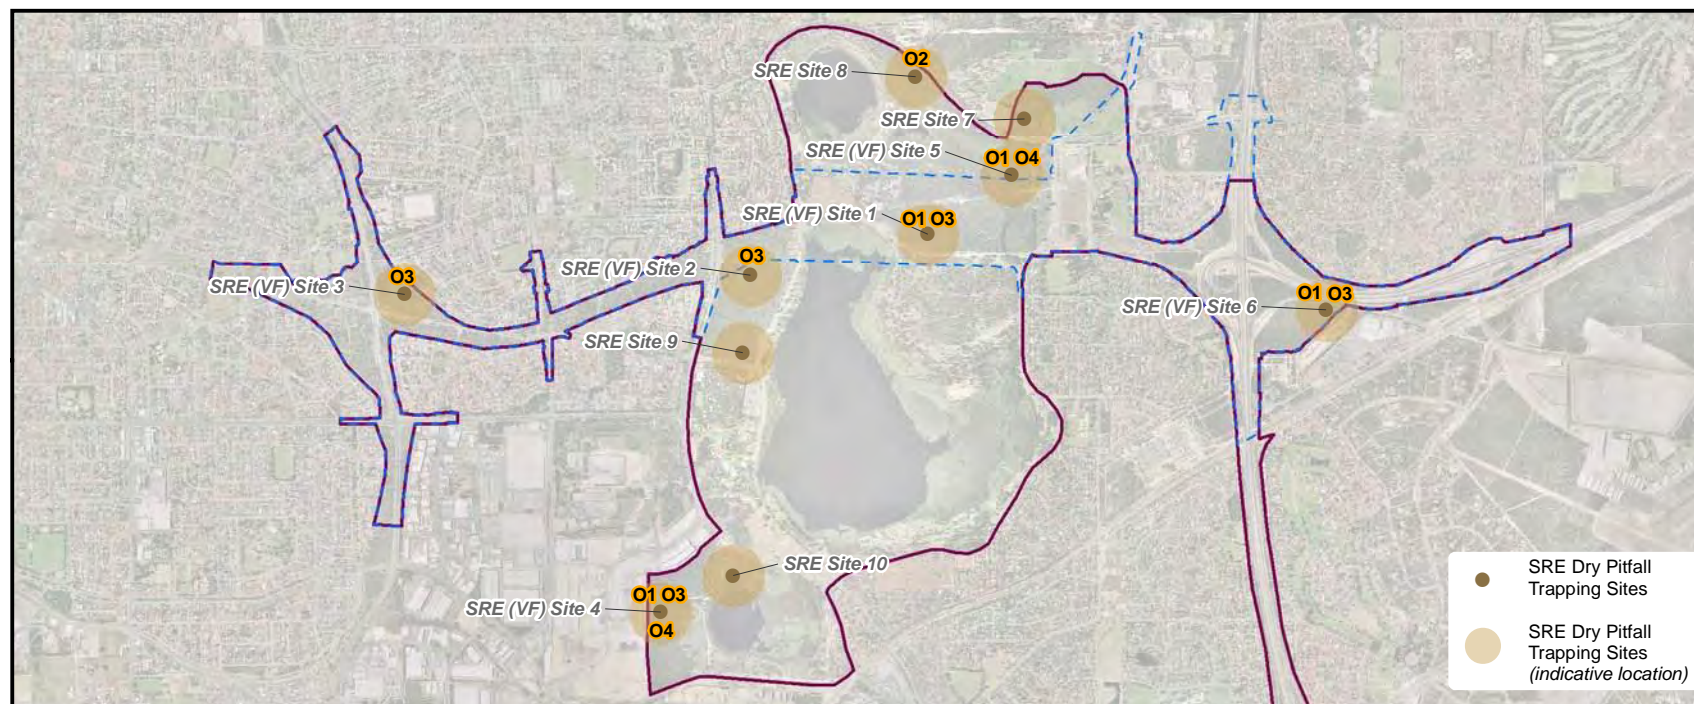 O2
SRE Site 8
SRE Site 7
SRE (VF) Site 5
O1 O4
SRE (VF) Site 1
O1 O3
O3
SRE (VF) Site 2
O3
SRE (VF) Site 3
O1 O3
SRE (VF) Site 6
SRE Site 9
SRE Site 10
O1 O3
SRE (VF) Site 4
O4
SRE Dry Pitfall
Trapping Sites
SRE Dry Pitfall
Trapping Sites
(indicative location)